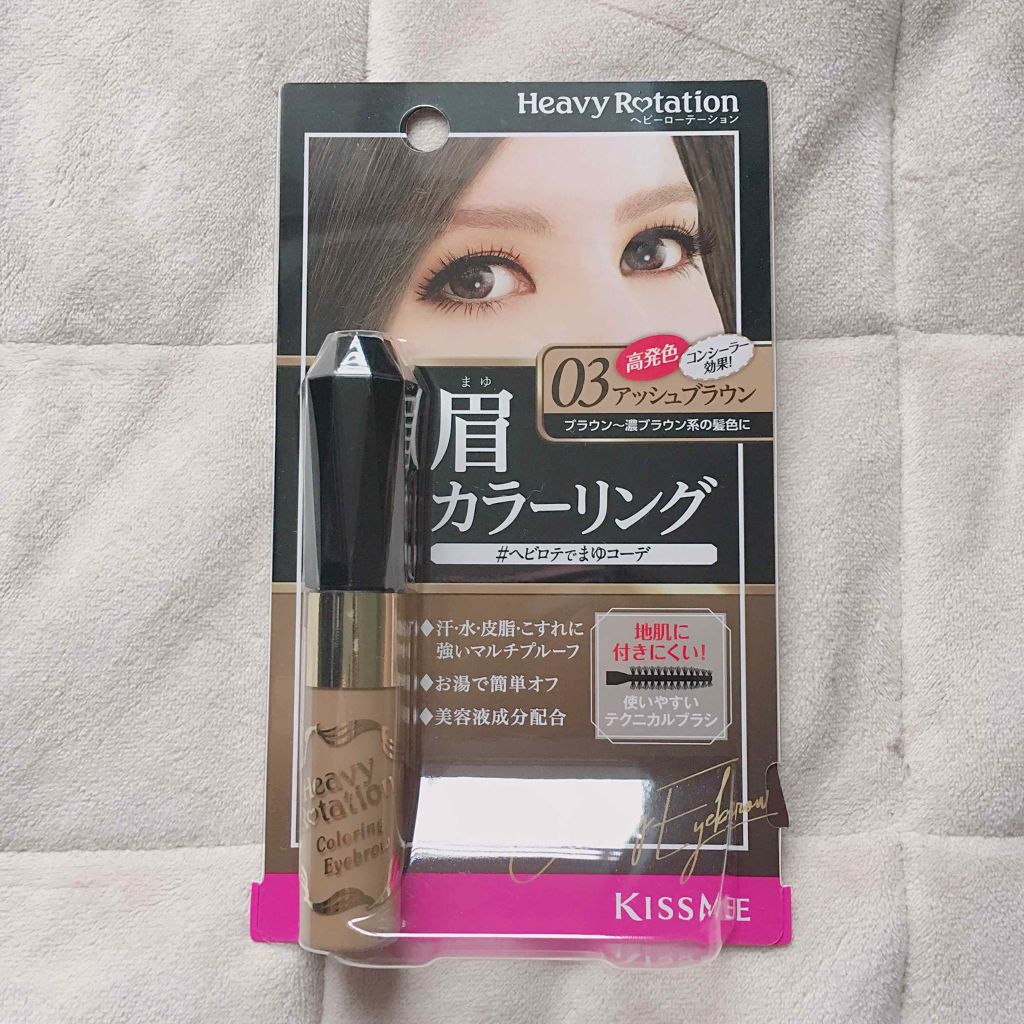 Heavy Rotation
ヘビーローテーション
高発色
コンシーラー
効果!
03 アッシュブラウン
ブラウン〜濃ブラウン系の髪色に
まゆ
眉
カラーリング
#ヘビロテでまゆコーデ
◆汗・水・皮脂・こすれに
強いマルチプルーフ
◆お湯で簡単オフ
◆美容液成分配合
地肌に
付きにくい!
使いやすい
テクニカルブラシ
Heavy
Rotation
Coloring
Eyebrow
Eyebrow
KISSME